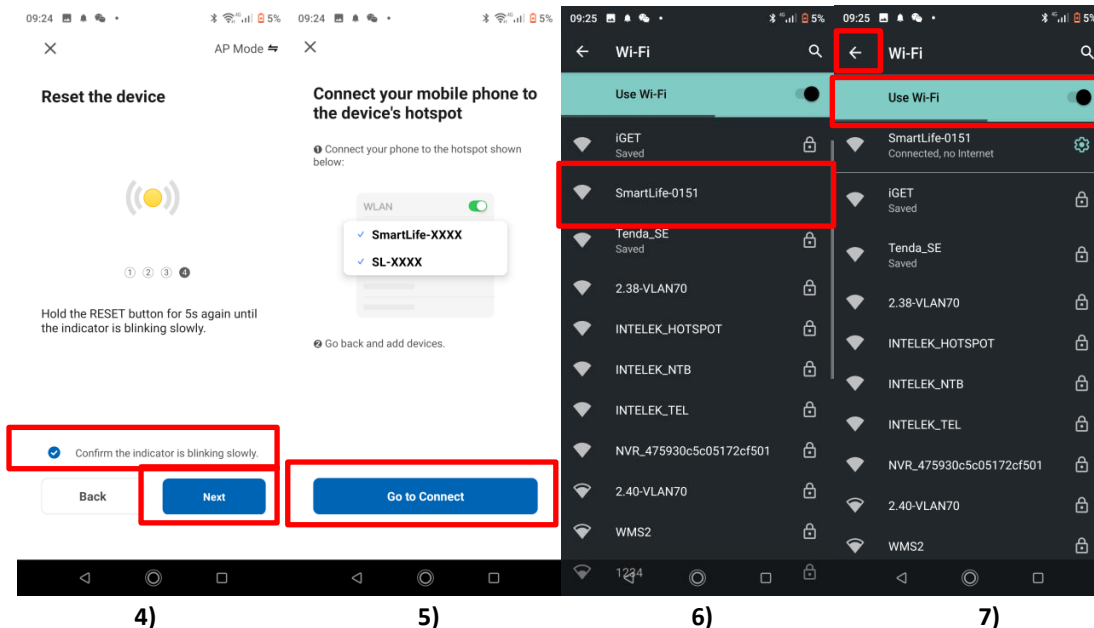 09:24
5%
AP Mode
Reset the device
1 2 3 4
Hold the RESET button for 5s again until
the indicator is blinking slowly.
Confirm the indicator is blinking slowly.
Back
Next
4)
09:24
5%
Connect your mobile phone to
the device's hotspot
❶ Connect your phone to the hotspot shown
below:
WLAN
SmartLife-XXXX
SL-XXXX
❷ Go back and add devices.
Go to Connect
5)
09:25
5%
Wi-Fi
Use Wi-Fi
iGET
Saved
SmartLife-0151
Tenda_SE
Saved
2.38-VLAN70
INTELEK_HOTSPOT
INTELEK_NTB
INTELEK_TEL
NVR_475930c5c05172cf501
2.40-VLAN70
WMS2
1234
6)
09:25
5%
Wi-Fi
Use Wi-Fi
SmartLife-0151
Connected, no Internet
iGET
Saved
Tenda_SE
Saved
2.38-VLAN70
INTELEK_HOTSPOT
INTELEK_NTB
INTELEK_TEL
NVR_475930c5c05172cf501
2.40-VLAN70
WMS2
7)